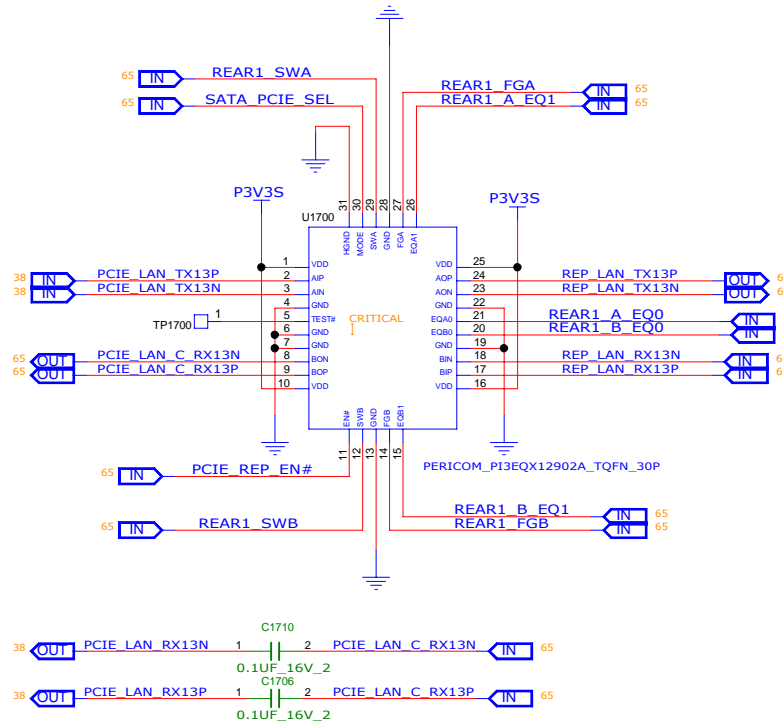 65 IN REAR1_SWA
REAR1_FGA IN 65
65 IN SATA_PCIE_SEL
REAR1_A_EQ1 IN 65
P3V3S
P3V3S
U1700
31 30 29 28 27 26
HGND MODE SWA GND FGA EQA1
1 VDD VDD 25
38 IN PCIE_LAN_TX13P 2 AIP AOP 24 REP_LAN_TX13P OUT 6
38 IN PCIE_LAN_TX13N 3 AIN AON 23 REP_LAN_TX13N OUT 6
4 GND GND 22
TP1700 1 5 TEST# CRITICAL EQA0 21 REAR1_A_EQ0 IN
6 GND I EQB0 20 REAR1_B_EQ0 IN
7 GND GND 19
65 OUT PCIE_LAN_C_RX13N 8 BON BIN 18 REP_LAN_RX13N IN 6
65 OUT PCIE_LAN_C_RX13P 9 BOP BIP 17 REP_LAN_RX13P IN 6
10 VDD VDD 16
EN# SWB GND FGB EQB1
11 12 13 14 15
PERICOM_PI3EQX12902A_TQFN_30P
65 IN PCIE_REP_EN#
REAR1_B_EQ1 IN 65
65 IN REAR1_SWB
REAR1_FGB IN 65
C1710
38 OUT PCIE_LAN_RX13N 1 2 PCIE_LAN_C_RX13N IN 65
0.1UF_16V_2
C1706
38 OUT PCIE_LAN_RX13P 1 2 PCIE_LAN_C_RX13P IN 65
0.1UF_16V_2